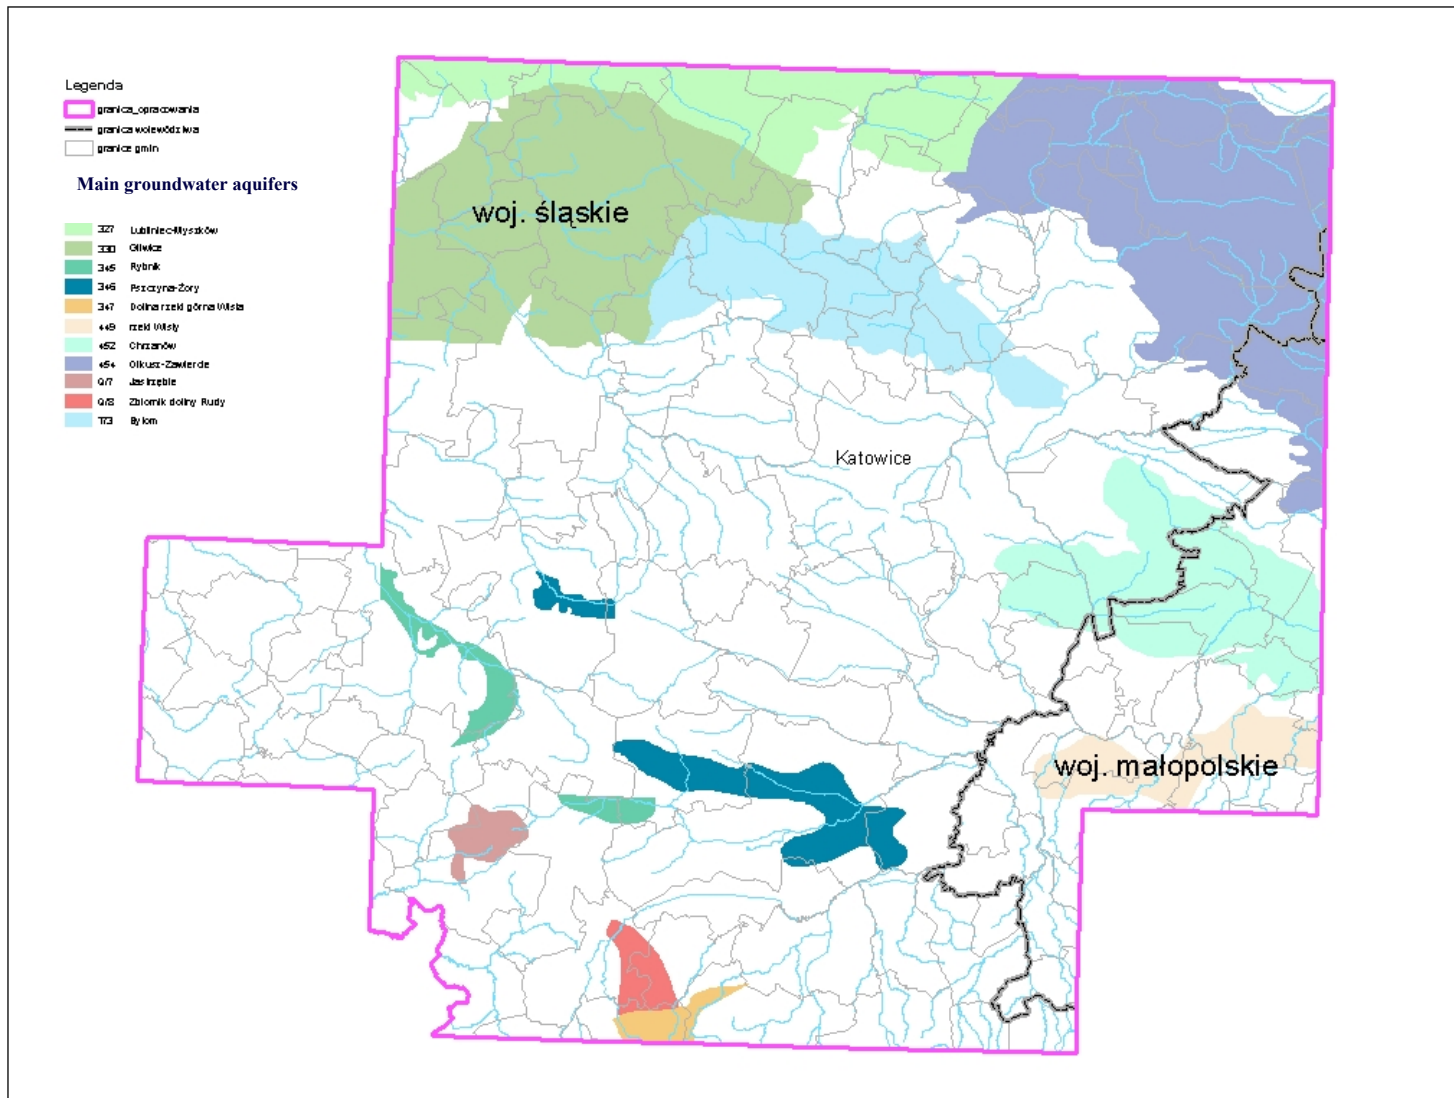 Legenda
granica_opracowania
granica województwa
granice gmin
Main groundwater aquifers
327 Lubliniec-Myszków
330 Gliwice
345 Rybnik
346 Pszczyna-Żory
347 Dolina rzeki górna Wisła
449 rzeki Wisły
452 Chrzanów
454 Olkusz-Zawiercie
Q/7 Jastrzębie
Q/8 Zbiornik doliny Rudy
T/3 Bytom
woj. śląskie
Katowice
woj. małopolskie